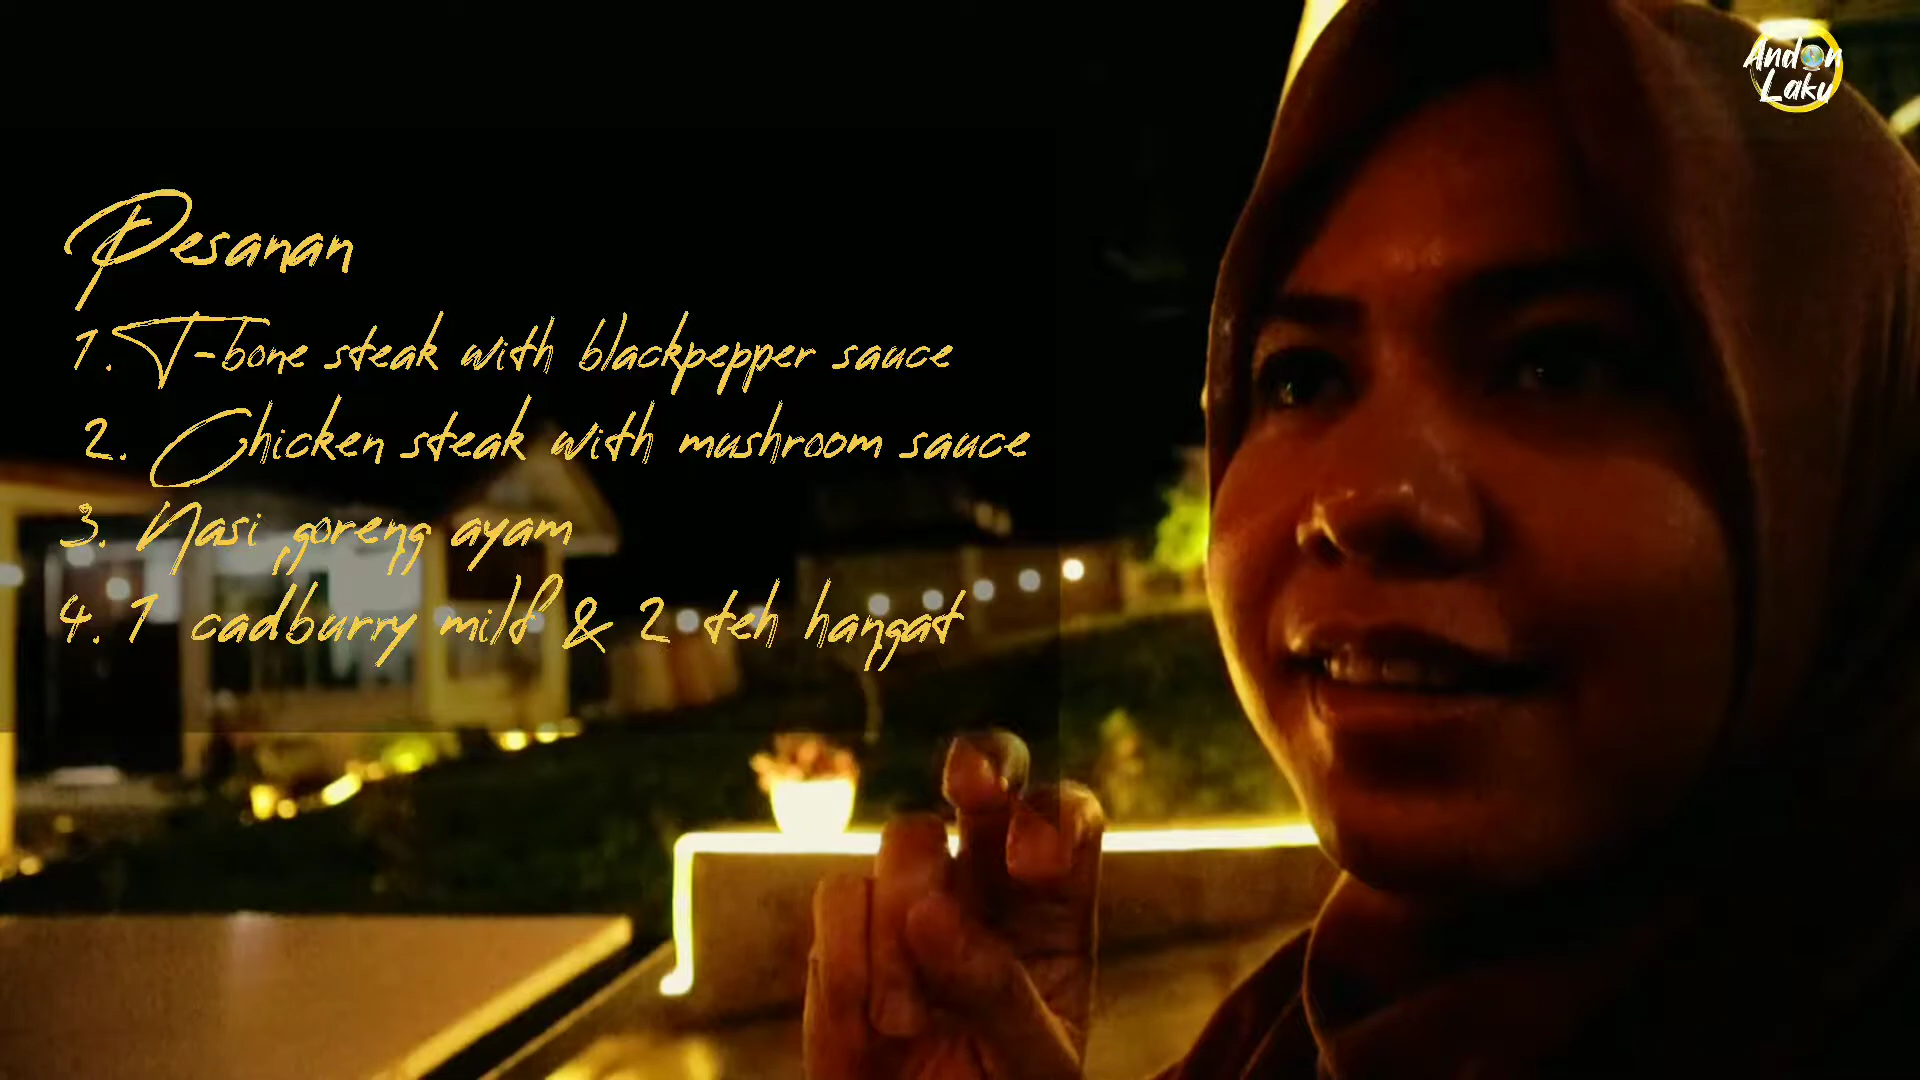 Andon
Laku
Pesanan
1. T-bone steak with blackpepper sauce
2. Chicken steak with mushroom sauce
3. Nasi goreng ayam
4. 1 cadburry milk & 2 teh hangat